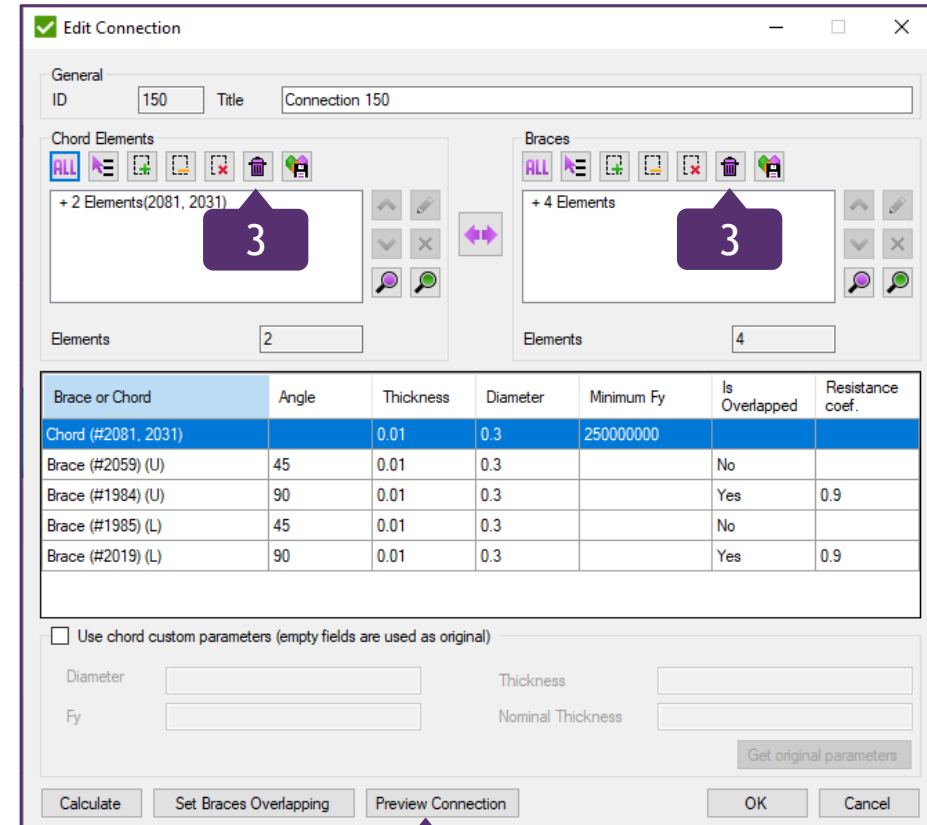 Edit Connection
General
ID 150 Title Connection 150
Chord Elements
ALL
+ 2 Elements(2081, 2031)
3
Elements 2
Braces
ALL
+ 4 Elements
3
Elements 4
Brace or Chord Angle Thickness Diameter Minimum Fy Is Overlapped Resistance coef.
Chord (#2081, 2031) 0.01 0.3 250000000
Brace (#2059) (U) 45 0.01 0.3 No
Brace (#1984) (U) 90 0.01 0.3 Yes 0.9
Brace (#1985) (L) 45 0.01 0.3 No
Brace (#2019) (L) 90 0.01 0.3 Yes 0.9
Use chord custom parameters (empty fields are used as original)
Diameter Thickness
Fy Nominal Thickness
Get original parameters
Calculate Set Braces Overlapping Preview Connection OK Cancel